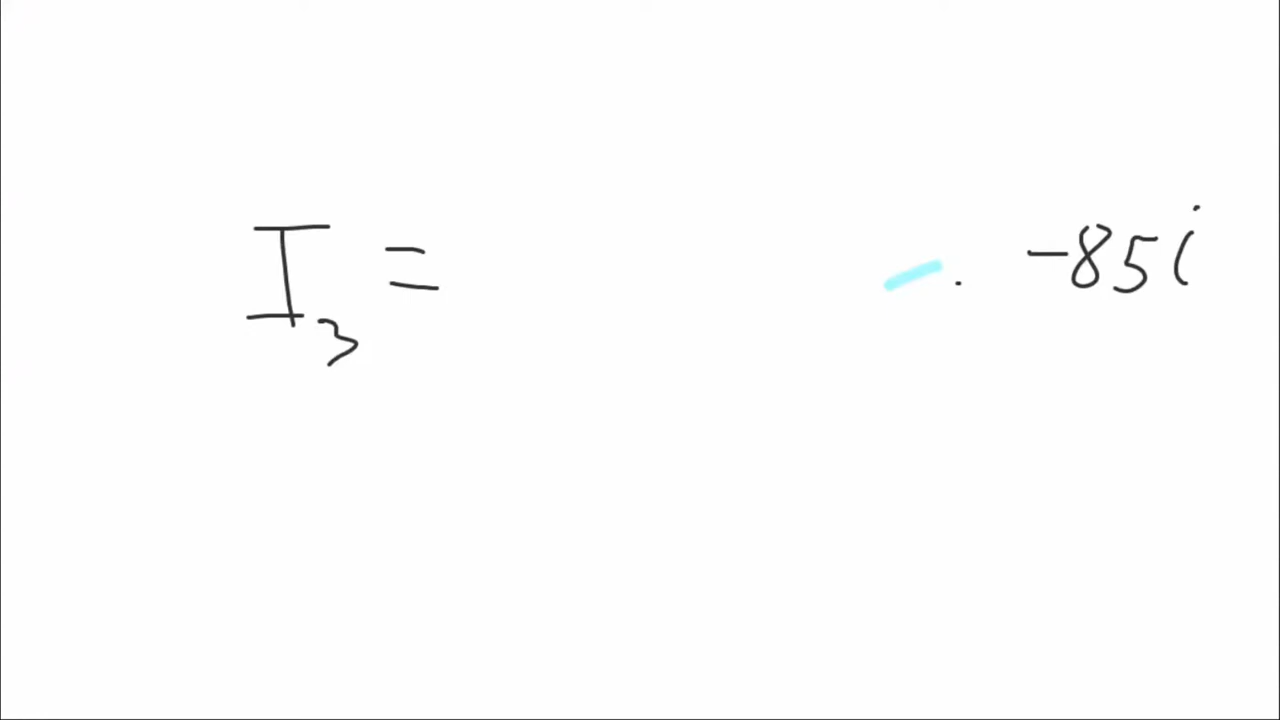 I₃ = . -85i